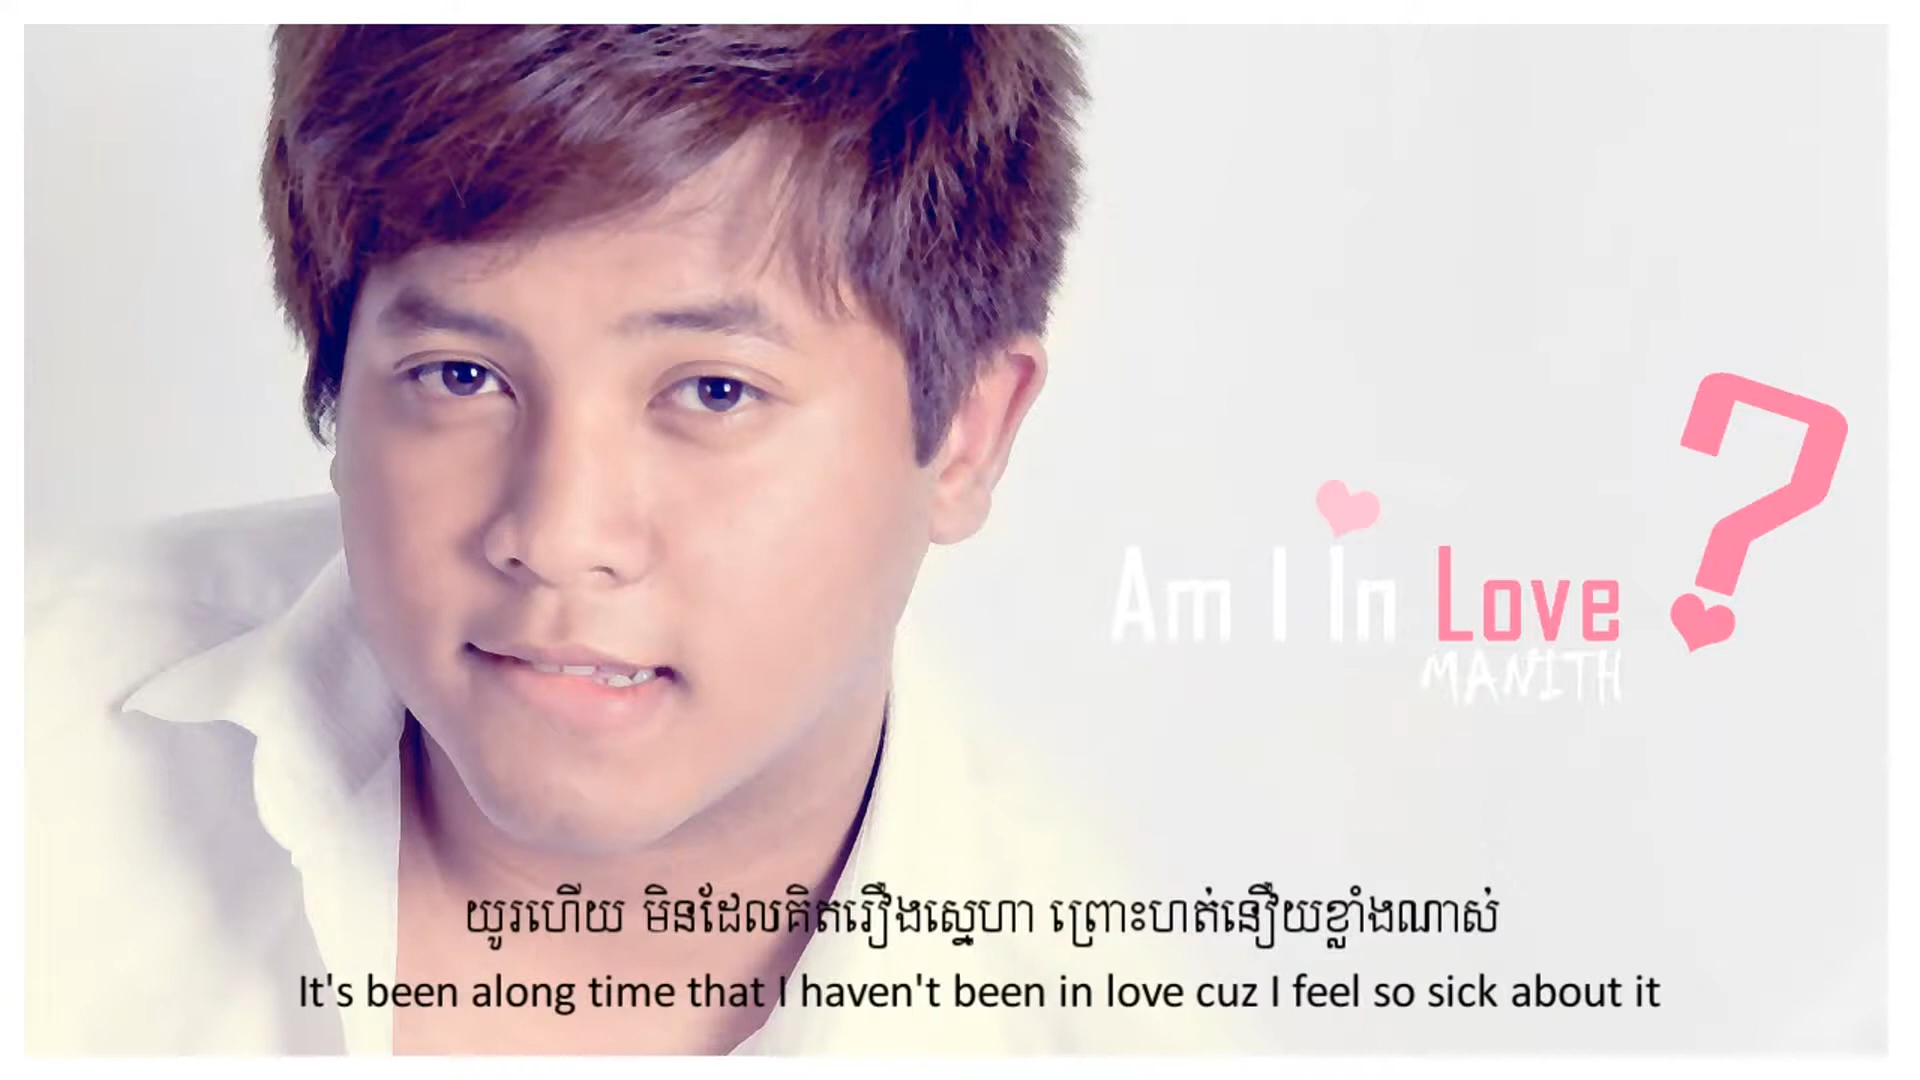 Am I In Love ?
MANITH
យូរហើយ មិនដែលគិតរឿងស្នេហា ព្រោះហត់នឿយខ្លាំងណាស់
It's been along time that I haven't been in love cuz I feel so sick about it